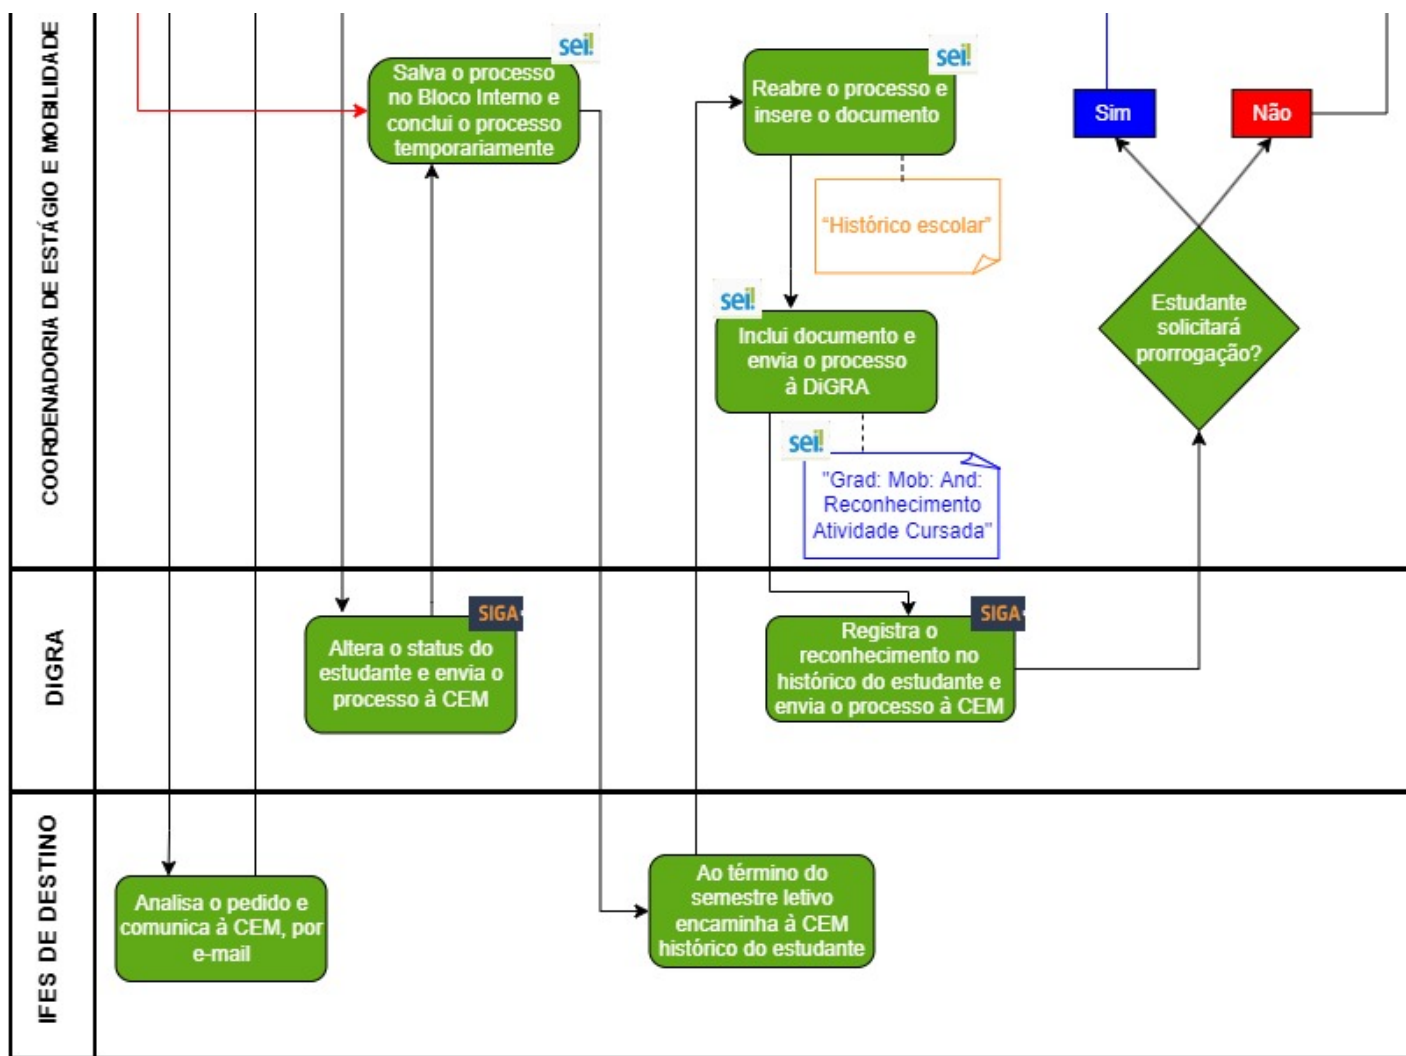 COORDENADORIA DE ESTÁGIO E MOBILIDADE
sei!
Salva o processo
no Bloco Interno e
conclui o processo
temporariamente
sei!
Reabre o processo e
insere o documento
“Histórico escolar”
sei!
Inclui documento e
envia o processo
à DiGRA
sei!
"Grad: Mob: And:
Reconhecimento
Atividade Cursada"
Sim
Não
Estudante
solicitará
prorrogação?
DIGRA
SIGA
Altera o status do
estudante e envia o
processo à CEM
SIGA
Registra o
reconhecimento no
histórico do estudante e
envia o processo à CEM
IFES DE DESTINO
Analisa o pedido e
comunica à CEM, por
e-mail
Ao término do
semestre letivo
encaminha à CEM
histórico do estudante